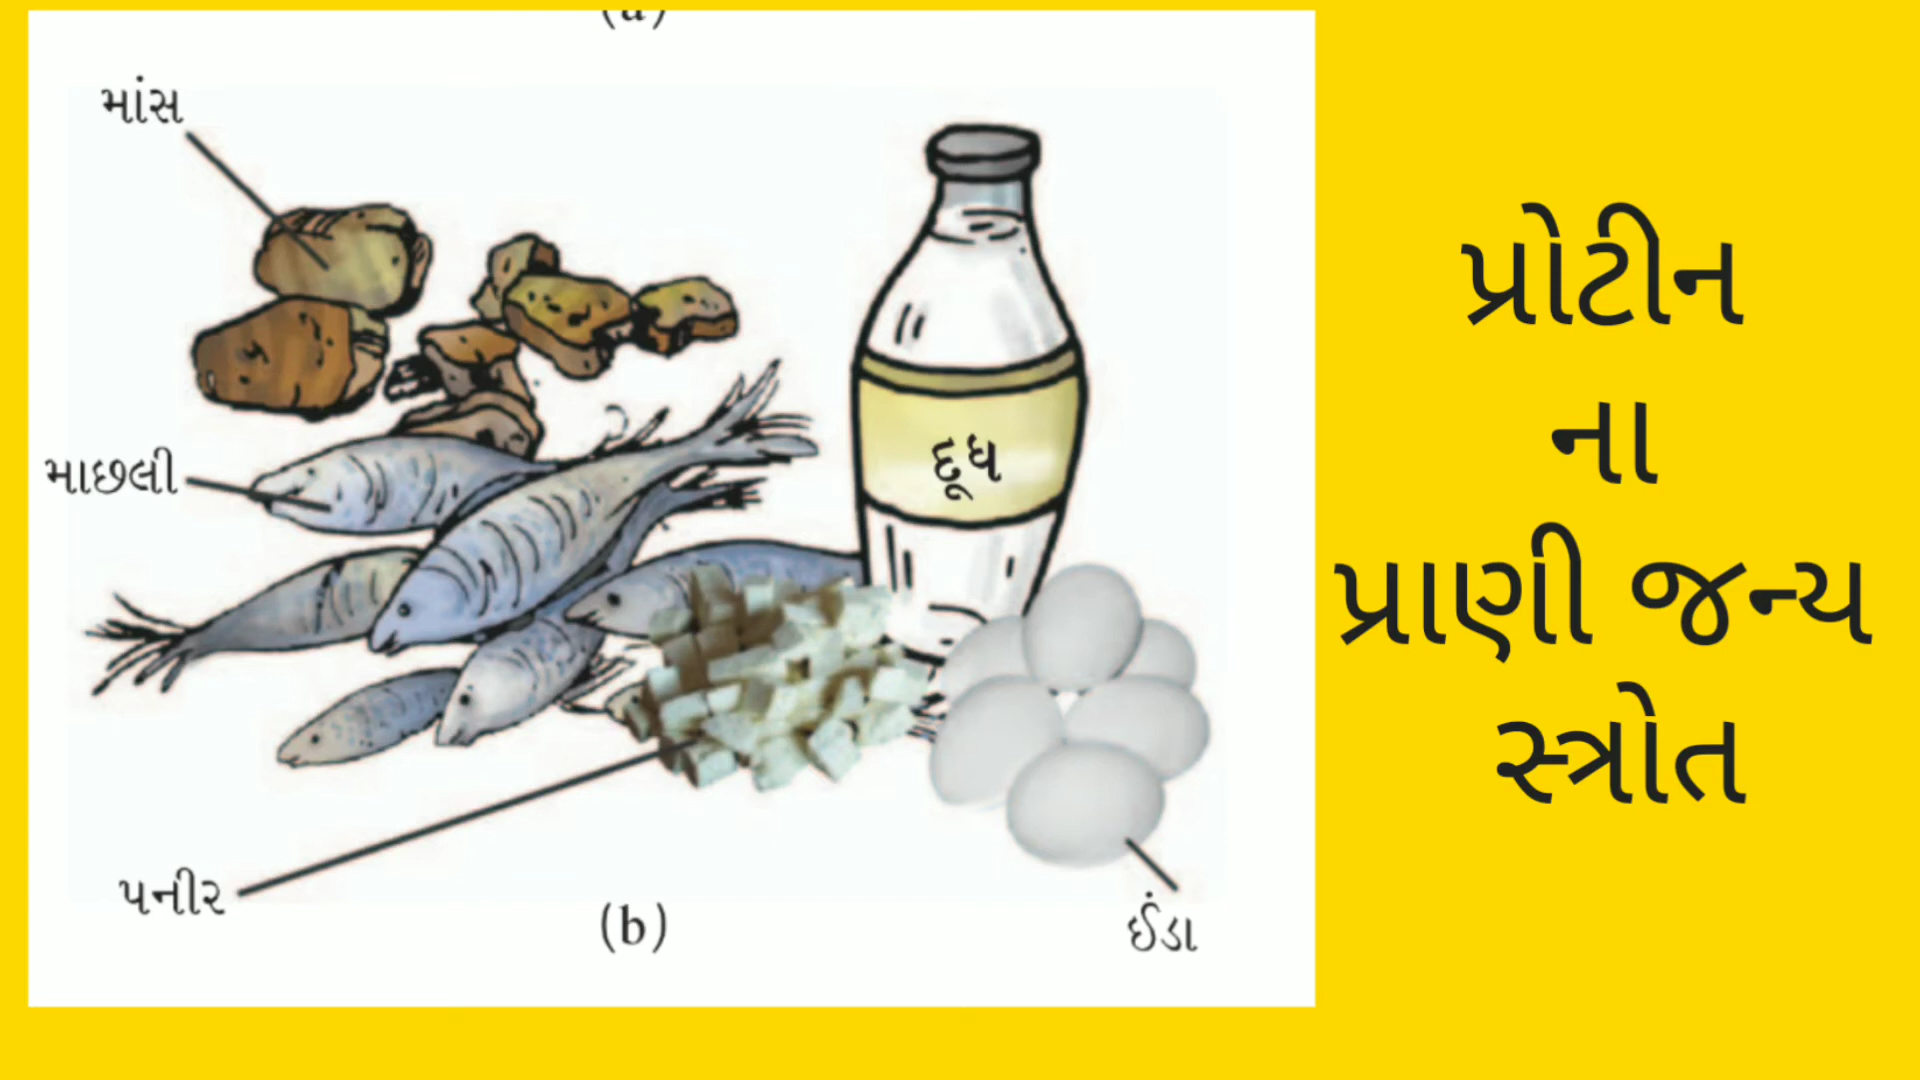 (a)
માંસ
દૂધ
માછલી
પનીર
(b)
ઈંડા
પ્રોટીન
ના
પ્રાણી જન્ય
સ્ત્રોત